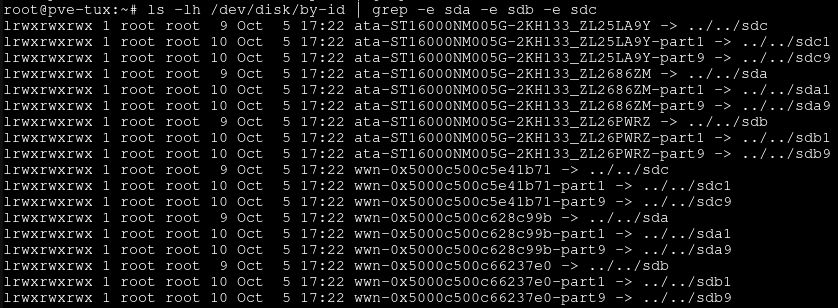 root@pve-tux:~# ls -lh /dev/disk/by-id | grep -e sda -e sdb -e sdc
lrwxrwxrwx 1 root root  9 Oct  5 17:22 ata-ST16000NM005G-2KH133_ZL25LA9Y -> ../../sdc
lrwxrwxrwx 1 root root 10 Oct  5 17:22 ata-ST16000NM005G-2KH133_ZL25LA9Y-part1 -> ../../sdc1
lrwxrwxrwx 1 root root 10 Oct  5 17:22 ata-ST16000NM005G-2KH133_ZL25LA9Y-part9 -> ../../sdc9
lrwxrwxrwx 1 root root  9 Oct  5 17:22 ata-ST16000NM005G-2KH133_ZL2686ZM -> ../../sda
lrwxrwxrwx 1 root root 10 Oct  5 17:22 ata-ST16000NM005G-2KH133_ZL2686ZM-part1 -> ../../sda1
lrwxrwxrwx 1 root root 10 Oct  5 17:22 ata-ST16000NM005G-2KH133_ZL2686ZM-part9 -> ../../sda9
lrwxrwxrwx 1 root root  9 Oct  5 17:22 ata-ST16000NM005G-2KH133_ZL26PWRZ -> ../../sdb
lrwxrwxrwx 1 root root 10 Oct  5 17:22 ata-ST16000NM005G-2KH133_ZL26PWRZ-part1 -> ../../sdb1
lrwxrwxrwx 1 root root 10 Oct  5 17:22 ata-ST16000NM005G-2KH133_ZL26PWRZ-part9 -> ../../sdb9
lrwxrwxrwx 1 root root  9 Oct  5 17:22 wwn-0x5000c500c5e41b71 -> ../../sdc
lrwxrwxrwx 1 root root 10 Oct  5 17:22 wwn-0x5000c500c5e41b71-part1 -> ../../sdc1
lrwxrwxrwx 1 root root 10 Oct  5 17:22 wwn-0x5000c500c5e41b71-part9 -> ../../sdc9
lrwxrwxrwx 1 root root  9 Oct  5 17:22 wwn-0x5000c500c628c99b -> ../../sda
lrwxrwxrwx 1 root root 10 Oct  5 17:22 wwn-0x5000c500c628c99b-part1 -> ../../sda1
lrwxrwxrwx 1 root root 10 Oct  5 17:22 wwn-0x5000c500c628c99b-part9 -> ../../sda9
lrwxrwxrwx 1 root root  9 Oct  5 17:22 wwn-0x5000c500c66237e0 -> ../../sdb
lrwxrwxrwx 1 root root 10 Oct  5 17:22 wwn-0x5000c500c66237e0-part1 -> ../../sdb1
lrwxrwxrwx 1 root root 10 Oct  5 17:22 wwn-0x5000c500c66237e0-part9 -> ../../sdb9